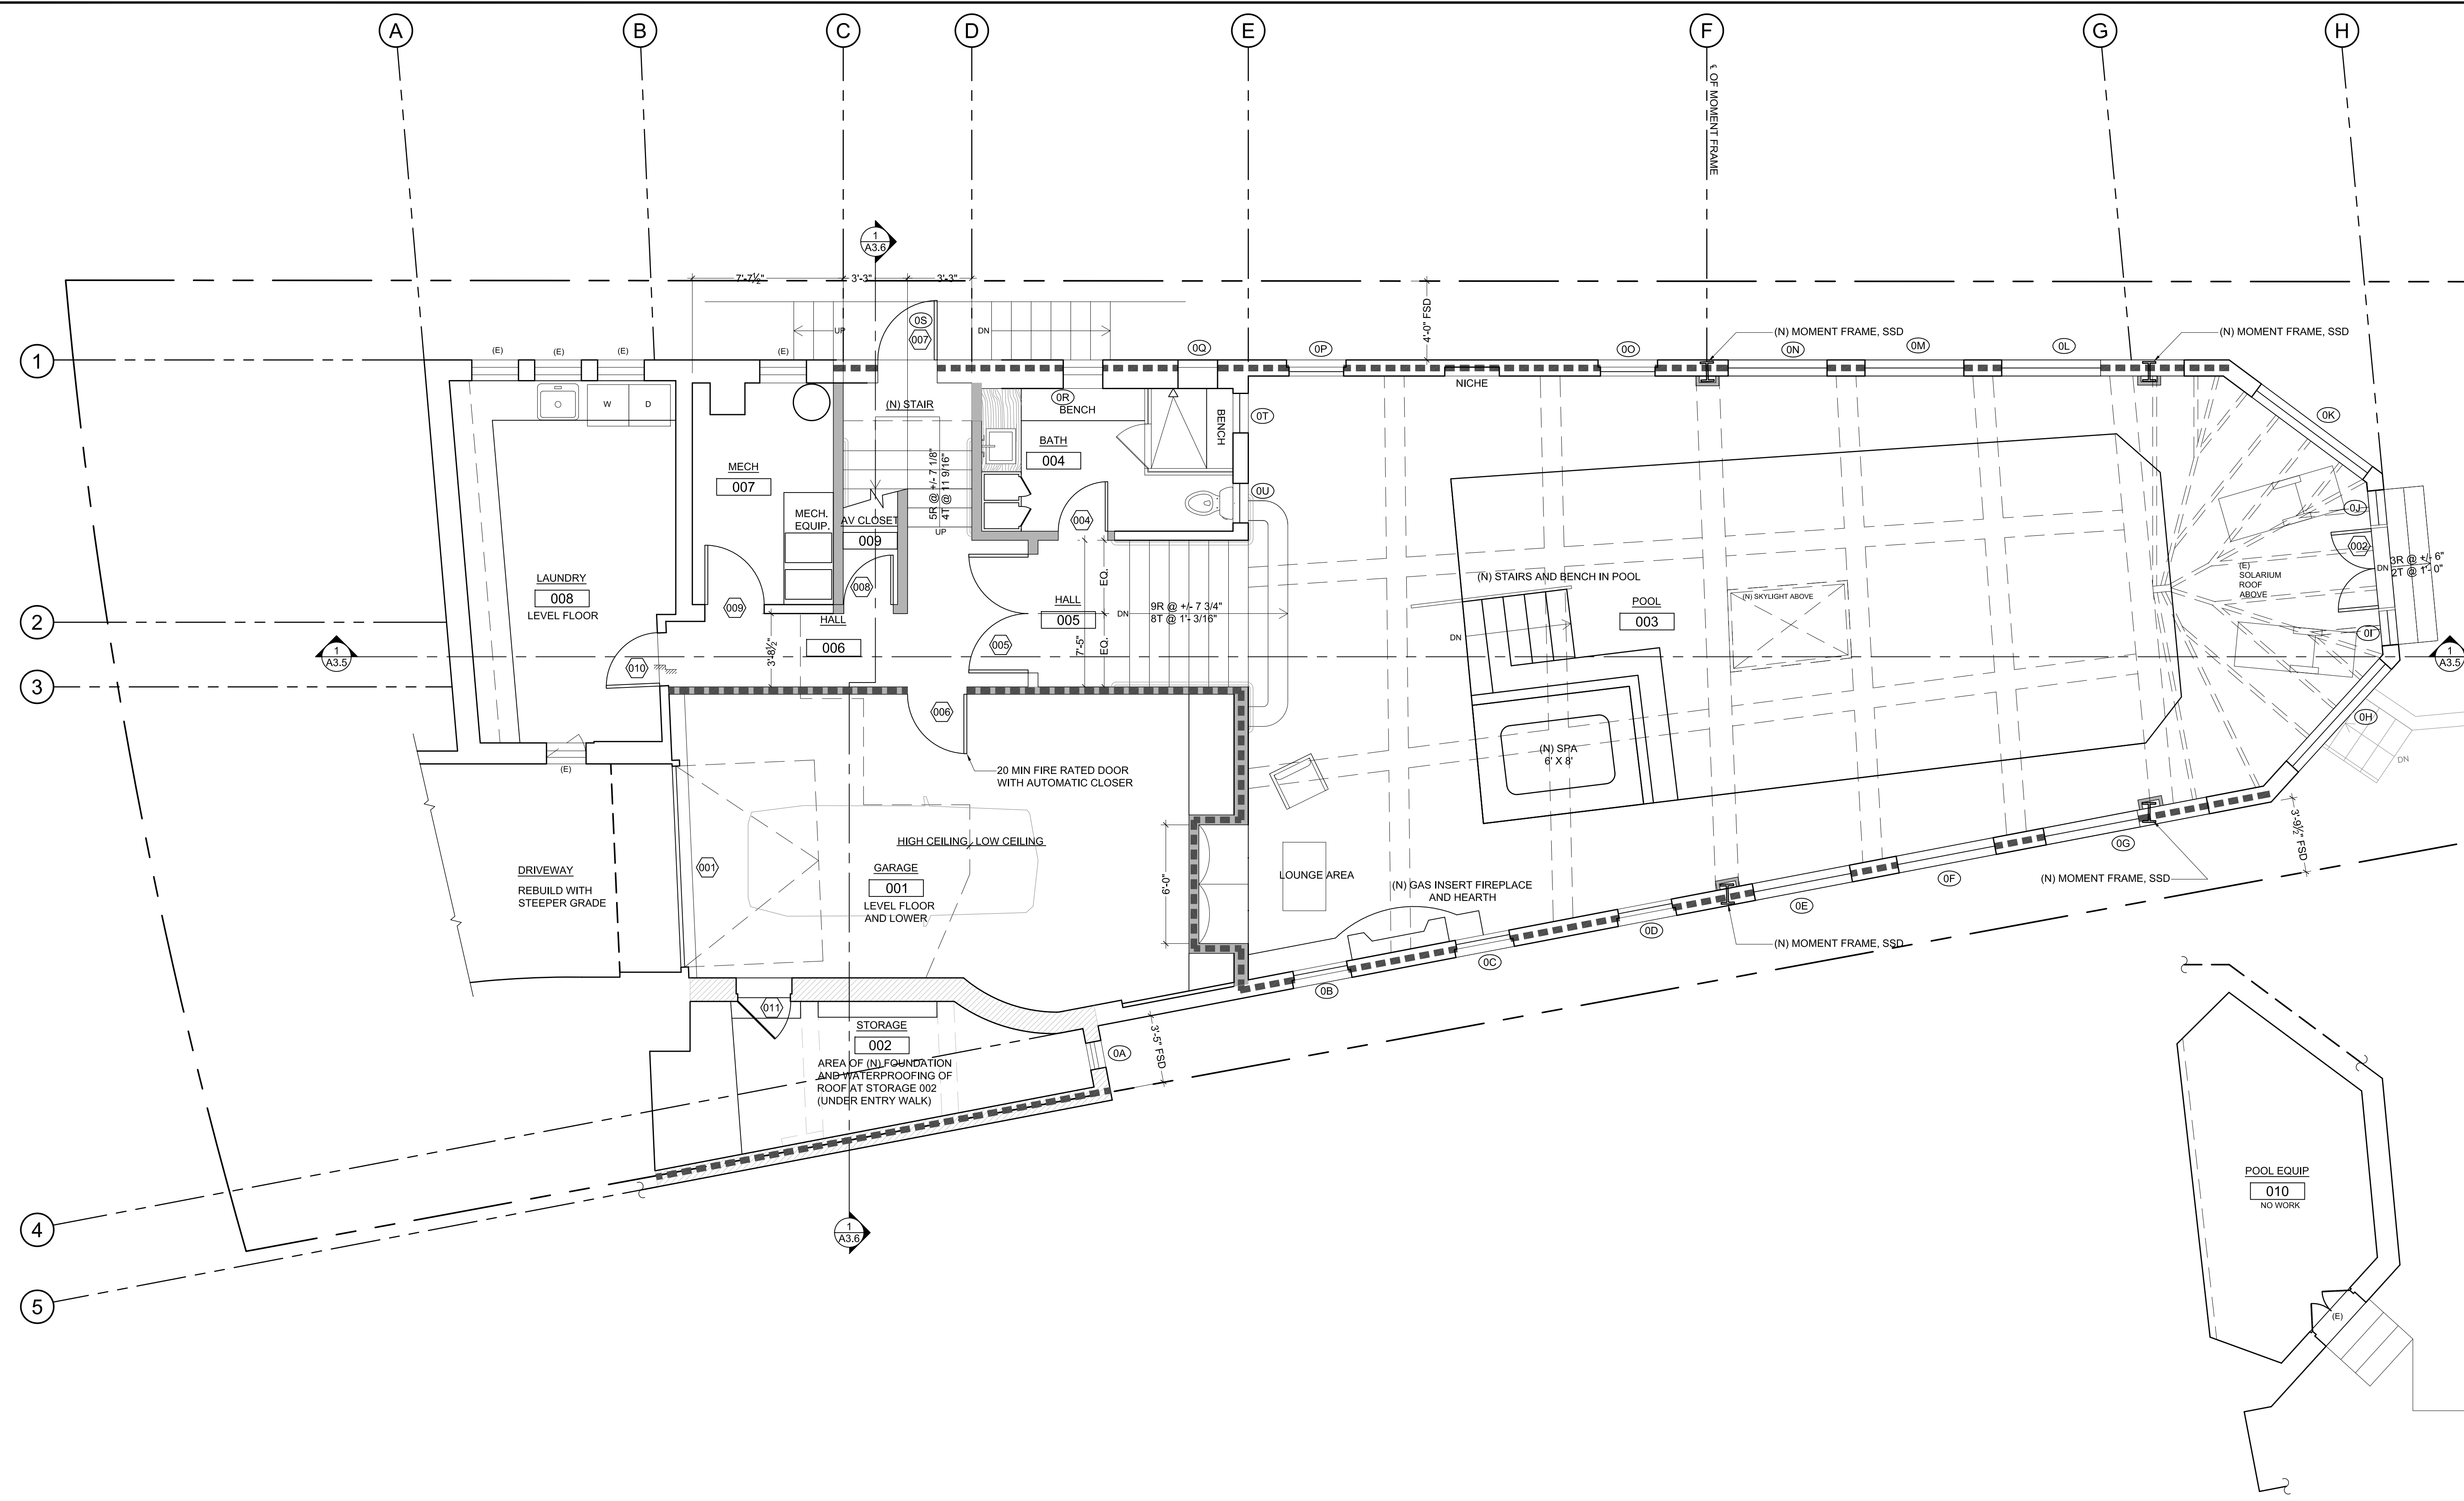 A
B
C
D
E
F
G
H
℄ OF MOMENT FRAME
1
A3.6
7'-7½"
3'-3"
3'-3"
4'-0" FSD
UP
0S
007
DN
(N) MOMENT FRAME, SSD
(N) MOMENT FRAME, SSD
1
(E)
(E)
(E)
(E)
0Q
0P
0O
0N
0M
0L
NICHE
W
D
(N) STAIR
0R
BENCH
BENCH
0T
0K
BATH
004
MECH
007
5R @ +/- 7 1/8"
4T @ 11 9/16"
UP
0U
MECH.
EQUIP.
AV CLOSET
009
004
0J
002
3R @ +/- 6"
2T @ 1'- 0"
DN
(E)
SOLARIUM
ROOF
ABOVE
LAUNDRY
008
LEVEL FLOOR
009
008
HALL
006
3'-8½"
HALL
005
7'-5"
EQ.
EQ.
DN
9R @ +/- 7 3/4"
8T @ 1'- 3/16"
(N) STAIRS AND BENCH IN POOL
DN
POOL
003
(N) SKYLIGHT ABOVE
2
0I
1
A3.5
010
005
1
A3.5
3
006
0H
DN
(N) SPA
6' X 8'
20 MIN FIRE RATED DOOR
WITH AUTOMATIC CLOSER
(E)
3'-9½" FSD
HIGH CEILING
LOW CEILING
0G
DRIVEWAY
REBUILD WITH
STEEPER GRADE
001
GARAGE
001
LEVEL FLOOR
AND LOWER
6'-0"
LOUNGE AREA
(N) GAS INSERT FIREPLACE
AND HEARTH
0F
(N) MOMENT FRAME, SSD
0E
0D
(N) MOMENT FRAME, SSD
0C
0B
011
STORAGE
002
AREA OF (N) FOUNDATION
AND WATERPROOFING OF
ROOF AT STORAGE 002
(UNDER ENTRY WALK)
0A
3'-5" FSD
POOL EQUIP
010
NO WORK
4
1
A3.6
5
(E)